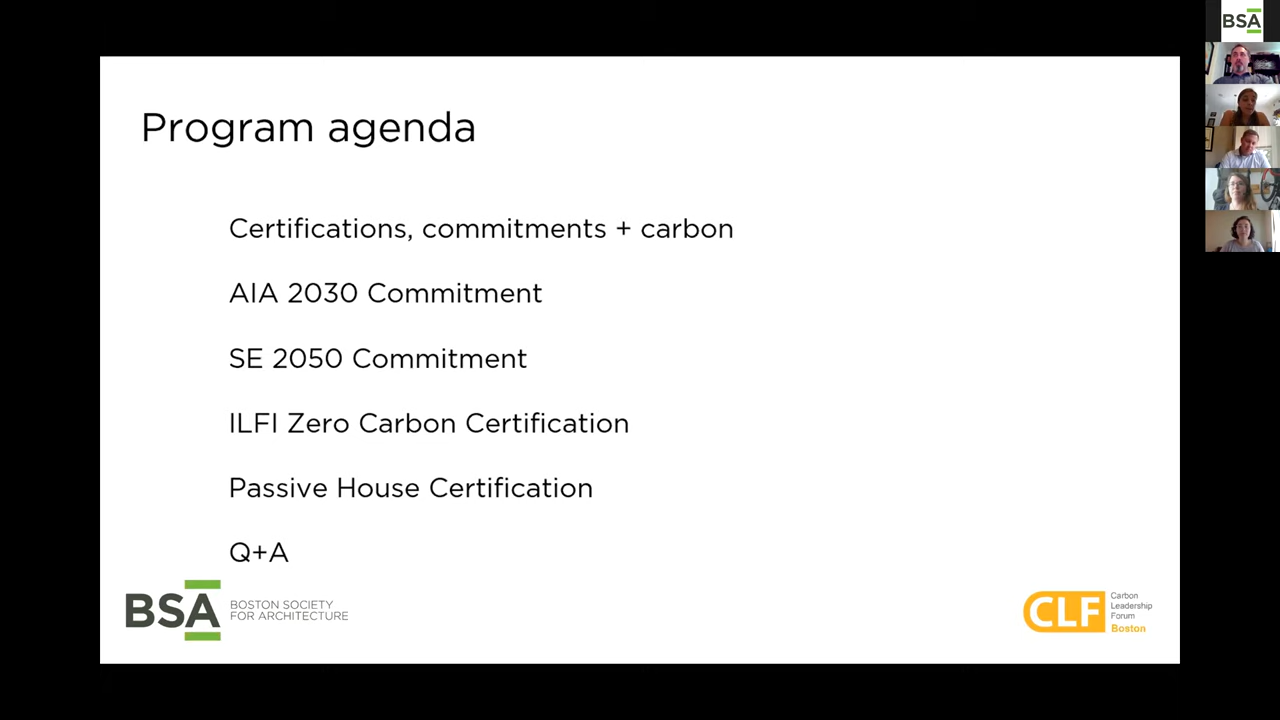 Program agenda
Certifications, commitments + carbon
AIA 2030 Commitment
SE 2050 Commitment
ILFI Zero Carbon Certification
Passive House Certification
Q+A
BSA
BOSTON SOCIETY
FOR ARCHITECTURE
CLF
Carbon
Leadership
Forum
Boston
BSA